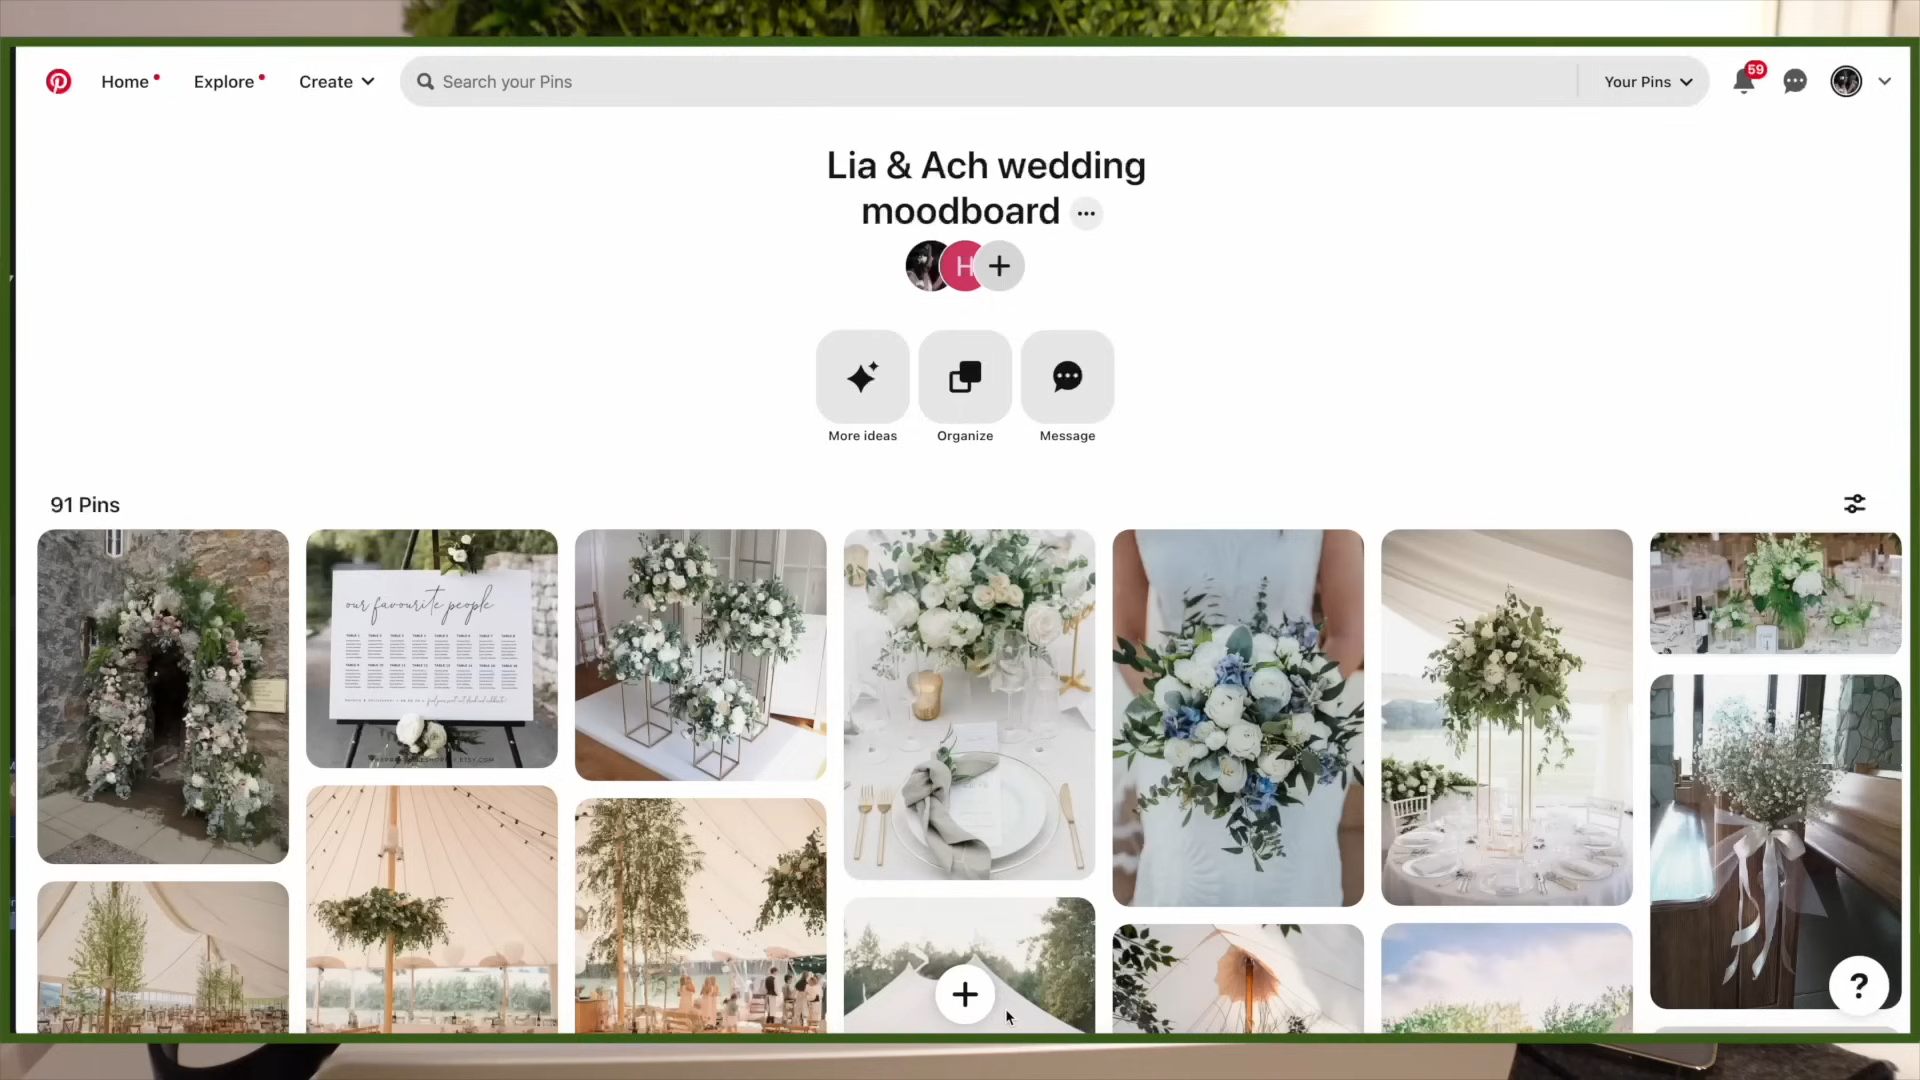 Home
Explore
Create
Search your Pins
Your Pins
59
Lia & Ach wedding
moodboard
H
More ideas
Organize
Message
91 Pins
our favourite people
?